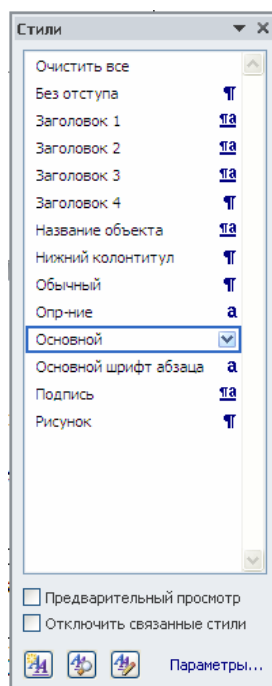 Стили
Очистить все
Без отступа ¶
Заголовок 1 ¶a
Заголовок 2 ¶a
Заголовок 3 ¶a
Заголовок 4 ¶
Название объекта ¶a
Нижний колонтитул ¶
Обычный ¶
Опр-ние a
Основной
Основной шрифт абзаца a
Подпись ¶a
Рисунок ¶
Предварительный просмотр
Отключить связанные стили
Параметры...